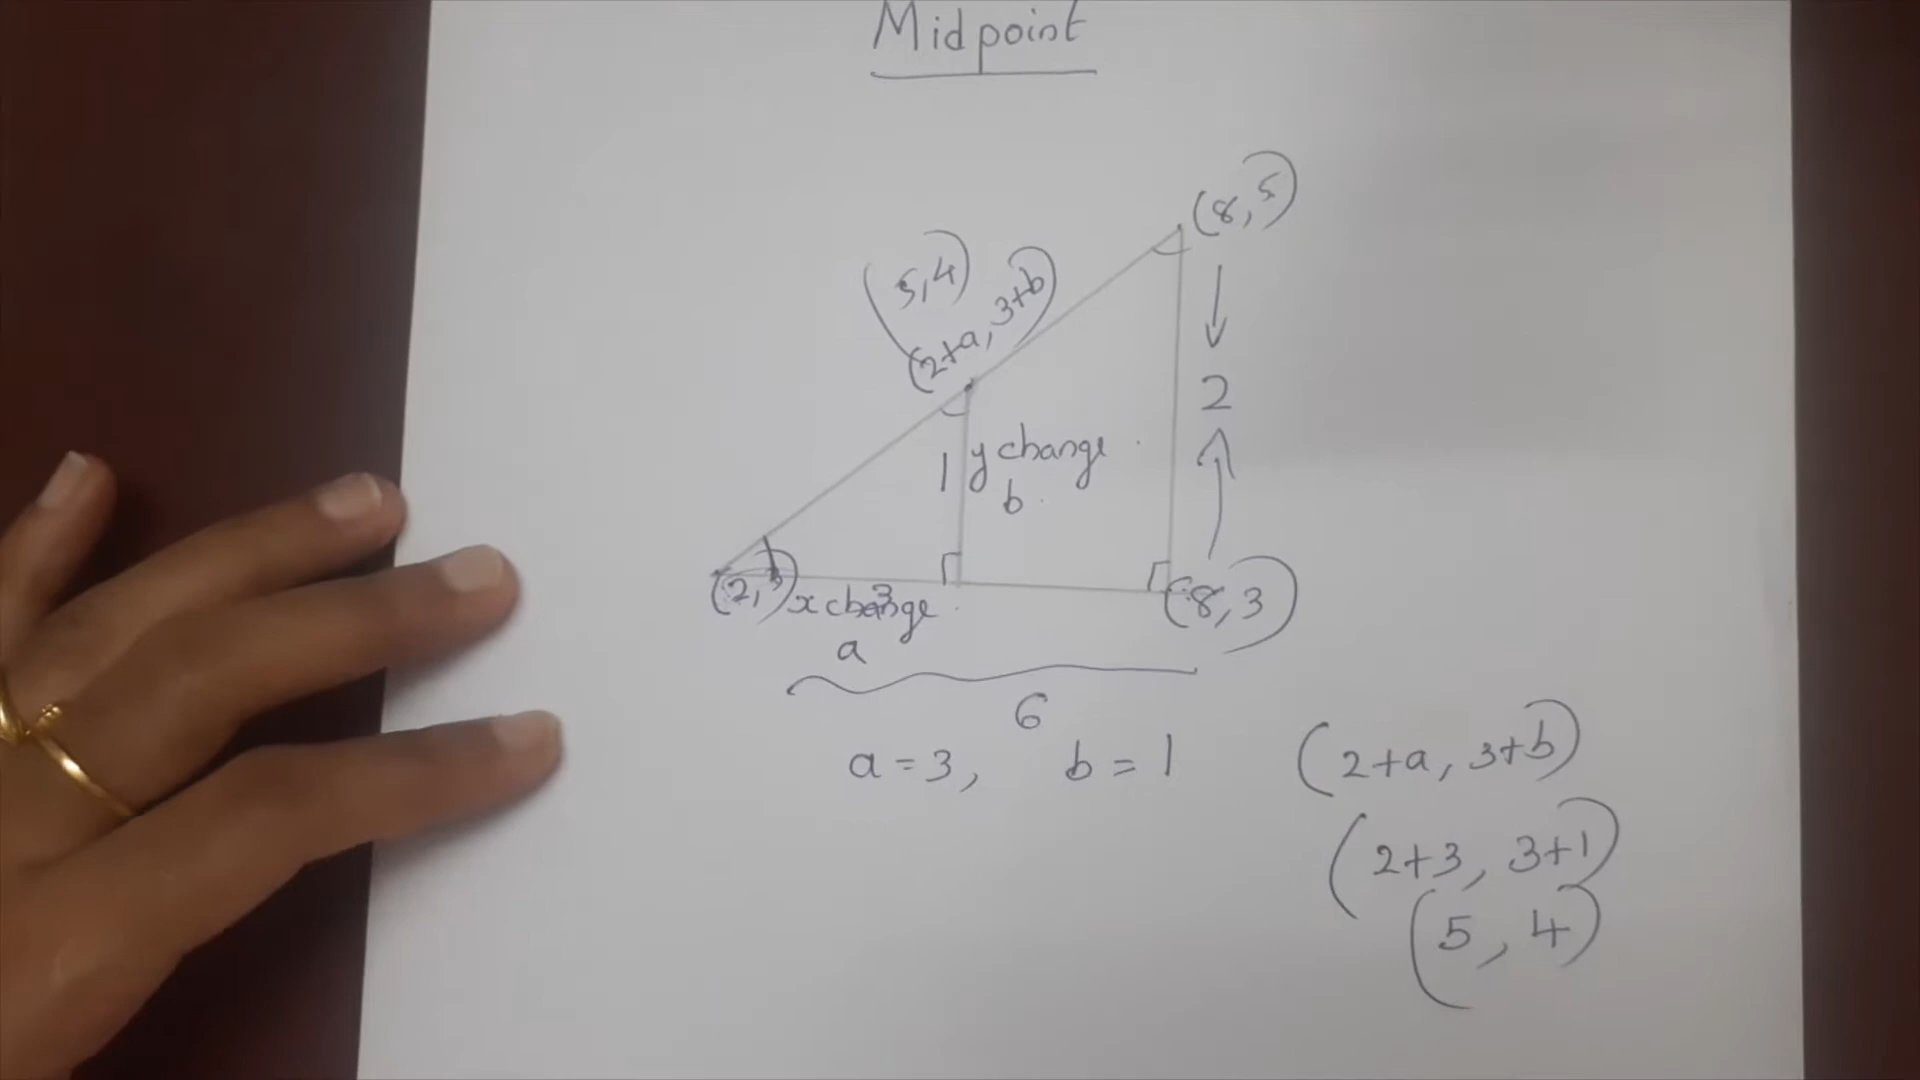 Midpoint
(8,5)
(5,4)
(2+a, 3+b)
2
1
y change
b
(2,
x change
3
(8,3)
a
6
a = 3, b = 1
(2+a, 3+b)
(2+3, 3+1)
(5, 4)